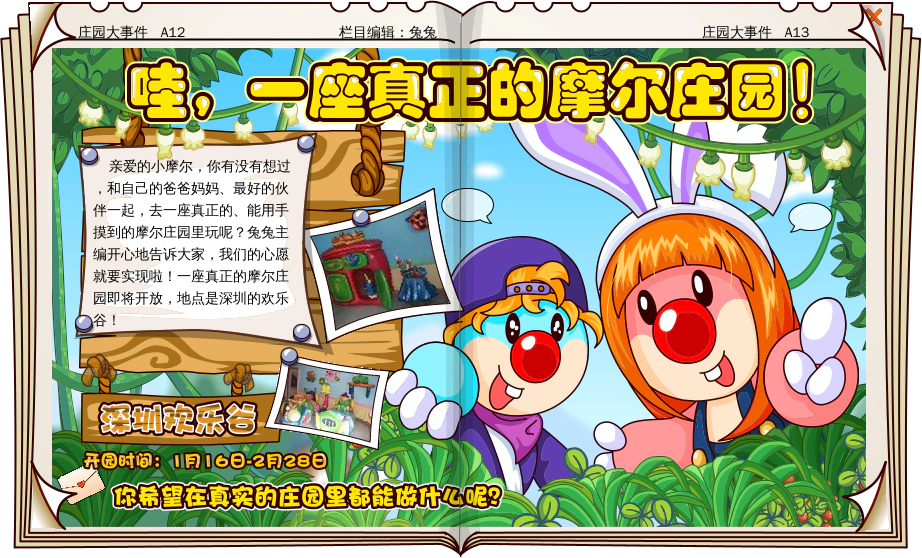 庄园大事件 A12
栏目编辑：兔兔
庄园大事件 A13
哇，一座真正的摩尔庄园！
亲爱的小摩尔，你有没有想过
，和自己的爸爸妈妈、最好的伙
伴一起，去一座真正的、能用手
摸到的摩尔庄园里玩呢？兔兔主
编开心地告诉大家，我们的心愿
就要实现啦！一座真正的摩尔庄
园即将开放，地点是深圳的欢乐
谷！
深圳欢乐谷
开园时间：1月16日-2月28日
你希望在真实的庄园里都能做什么呢？